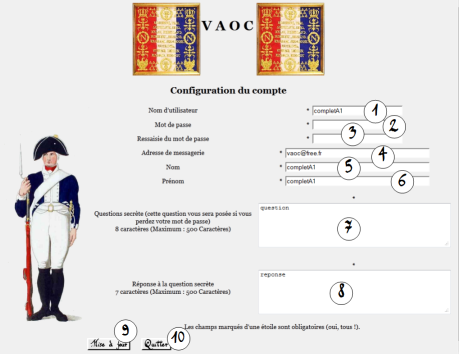 VAOC
Configuration du compte
Nom d'utilisateur * completA1 1
Mot de passe * 2
Ressaisie du mot de passe * 3
Adresse de messagerie * vaoc@free.fr 4
Nom * completA1 5
Prénom * completA1 6
*
Questions secrète (cette question vous sera posée si vous
perdez votre mot de passe)
8 caractères (Maximum : 500 Caractères)
question
7
*
Réponse à la question secrète
7 caractères (Maximum : 500 Caractères)
reponse
8
Les champs marqués d'une étoile sont obligatoires (oui, tous !).
9 10
Mise à jour Quitter